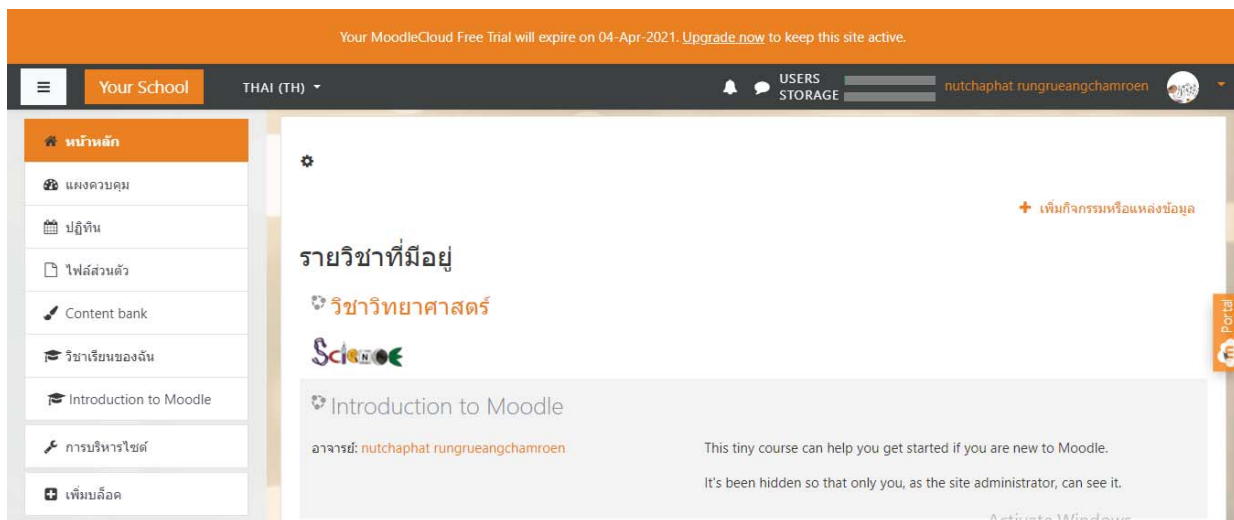 Your MoodleCloud Free Trial will expire on 04-Apr-2021. Upgrade now to keep this site active.
Your School
THAI (TH)
USERS
STORAGE
nutchaphat rungrueangchamroen
หน้าหลัก
แผงควบคุม
ปฏิทิน
ไฟล์ส่วนตัว
Content bank
วิชาเรียนของฉัน
Introduction to Moodle
การบริหารไซต์
เพิ่มบล็อค
เพิ่มกิจกรรมหรือแหล่งข้อมูล
รายวิชาที่มีอยู่
วิชาวิทยาศาสตร์
SciENCE
Introduction to Moodle
อาจารย์: nutchaphat rungrueangchamroen
This tiny course can help you get started if you are new to Moodle.
It's been hidden so that only you, as the site administrator, can see it.
Activate Windows
Portal